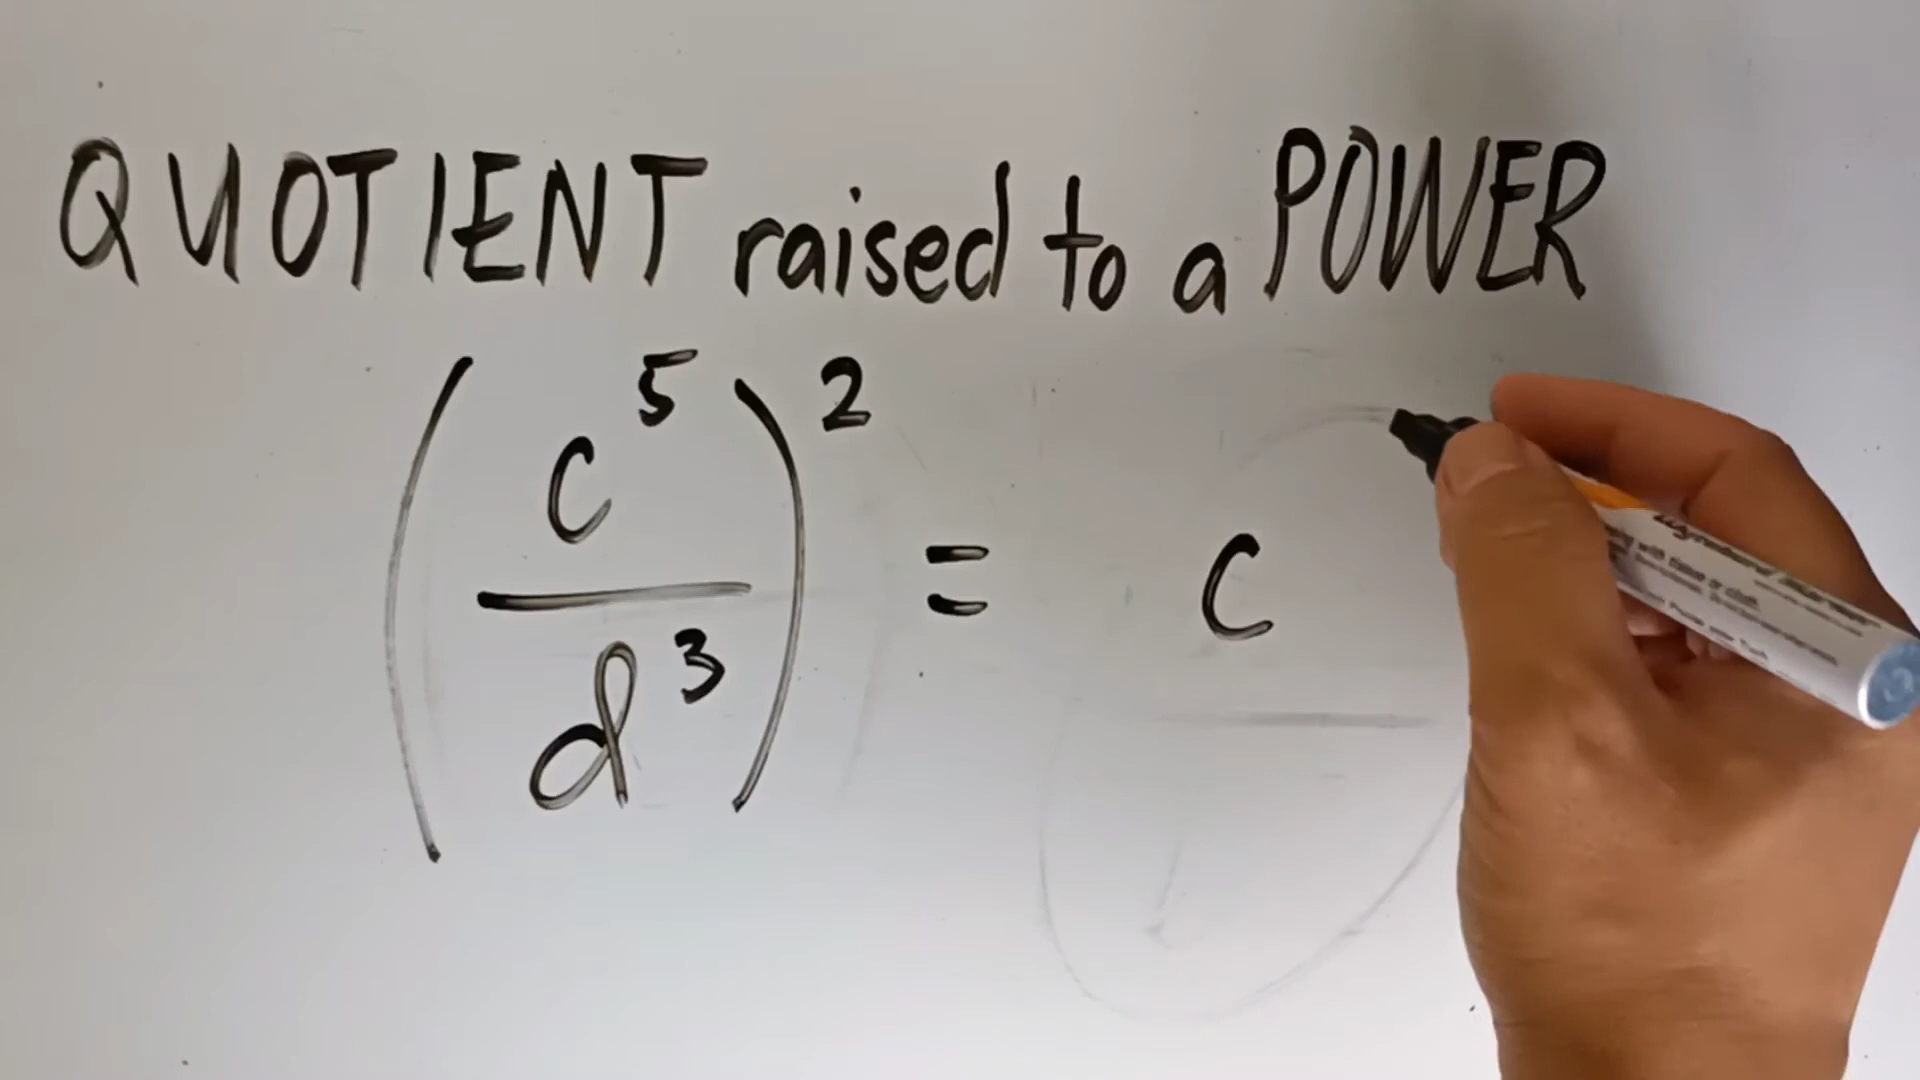 QUOTIENT raised to a POWER
(c^5/d^3)^2 = c